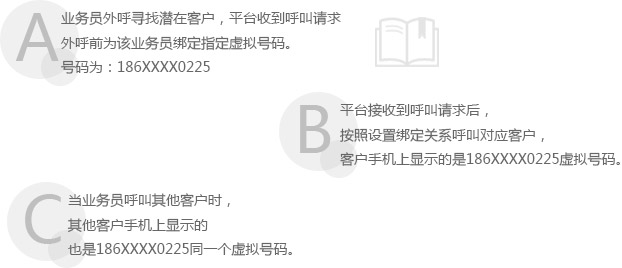 A
业务员外呼寻找潜在客户，平台收到呼叫请求
外呼前为该业务员绑定指定虚拟号码。
号码为：186XXXX0225
B
平台接收到呼叫请求后，
按照设置绑定关系呼叫对应客户，
客户手机上显示的是186XXXX0225虚拟号码。
C
当业务员呼叫其他客户时，
其他客户手机上显示的
也是186XXXX0225同一个虚拟号码。